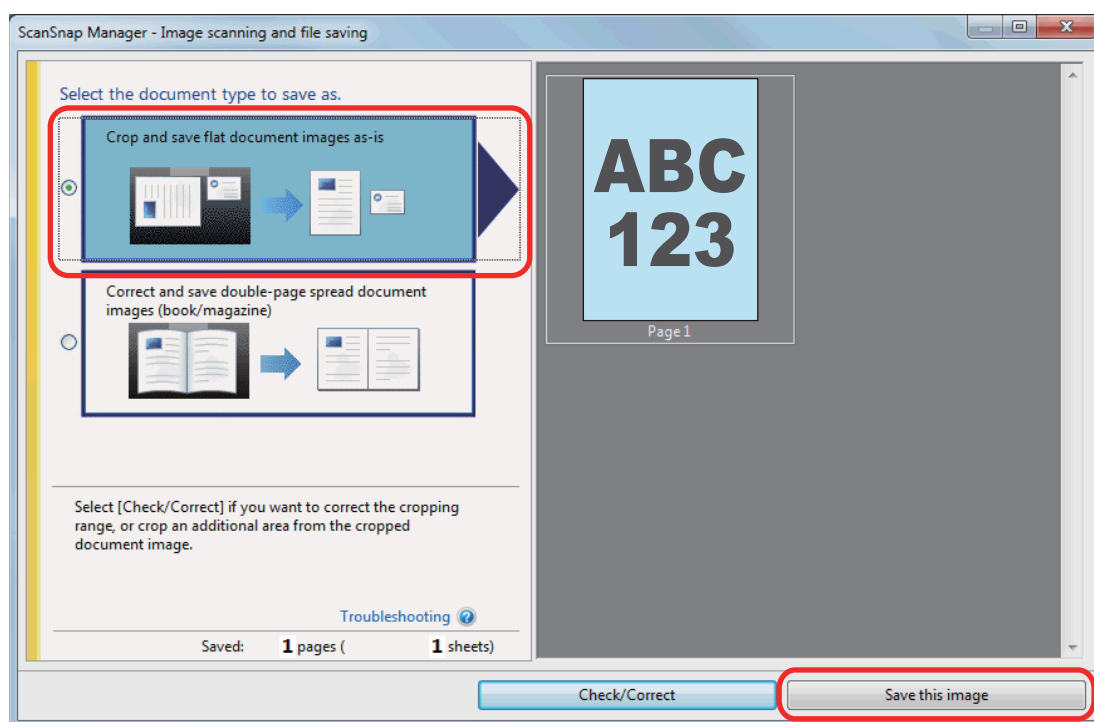 ScanSnap Manager - Image scanning and file saving
Select the document type to save as.
Crop and save flat document images as-is
Correct and save double-page spread document
images (book/magazine)
Select [Check/Correct] if you want to correct the cropping
range, or crop an additional area from the cropped
document image.
Troubleshooting
Saved: 1 pages ( 1 sheets)
ABC
123
Page 1
Check/Correct
Save this image